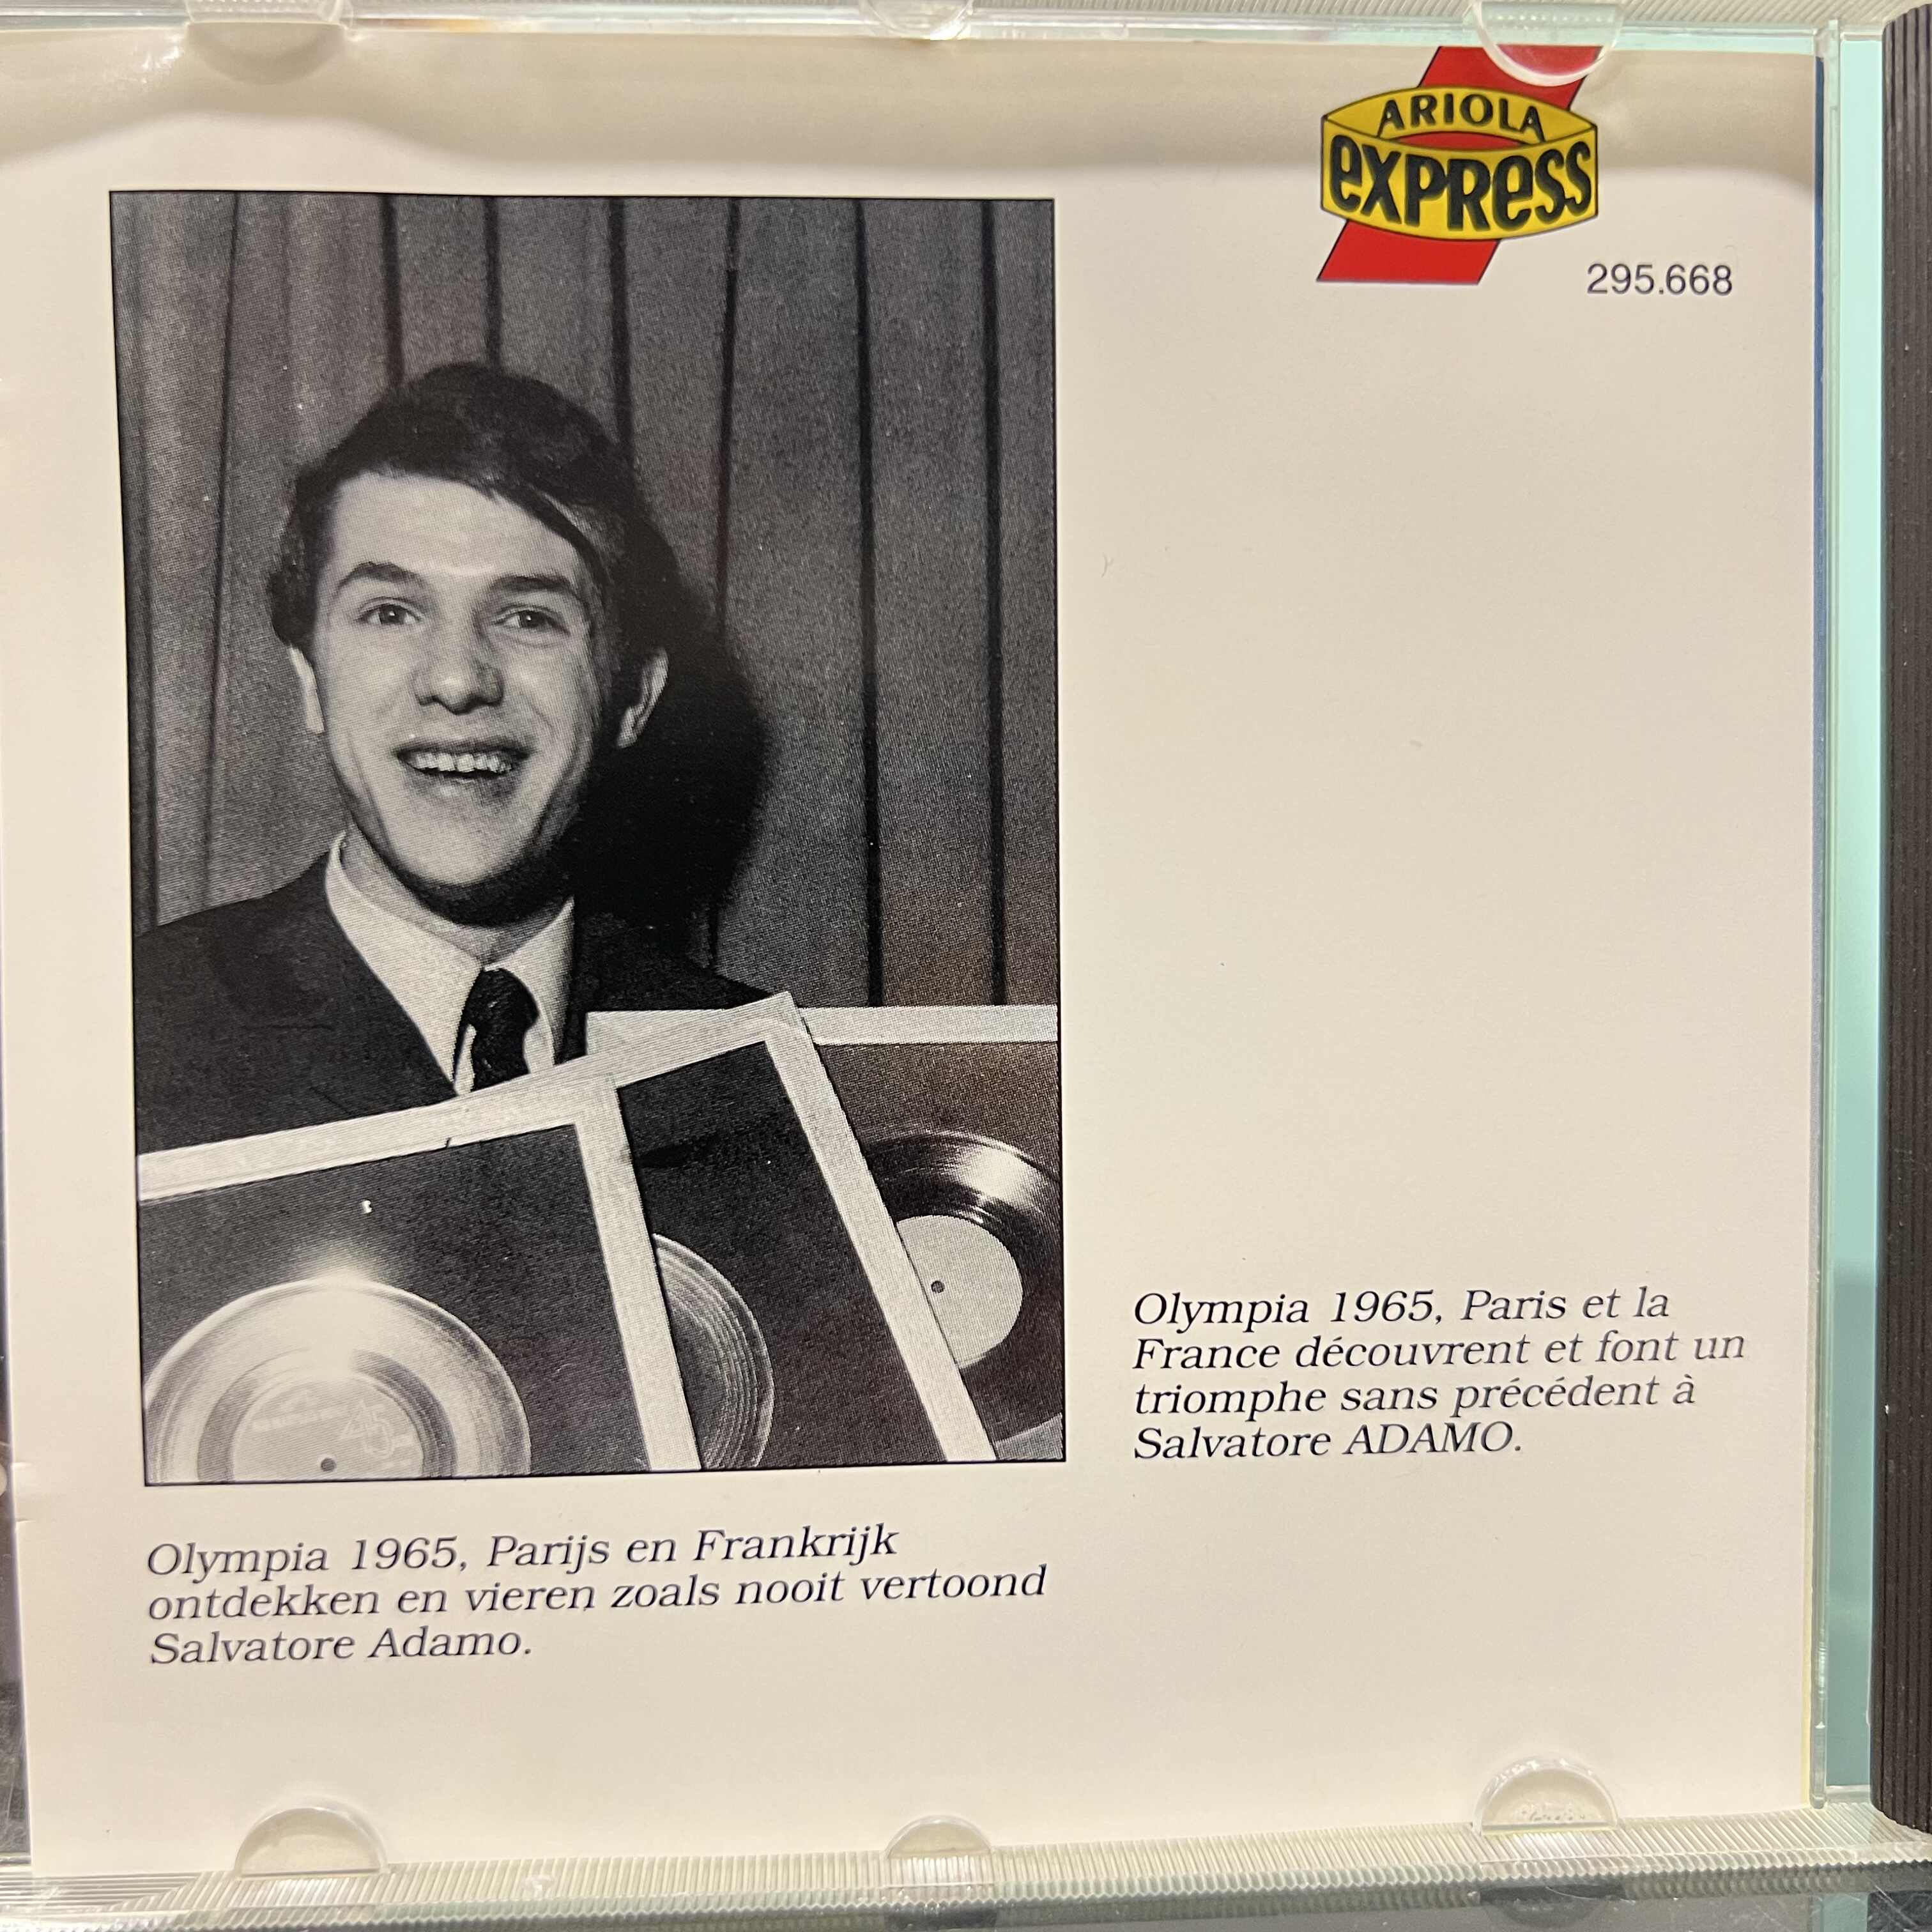 ARIOLA
express
295.668
45
Olympia 1965, Paris et la
France découvrent et font un
triomphe sans précédent à
Salvatore ADAMO.
Olympia 1965, Parijs en Frankrijk
ontdekken en vieren zoals nooit vertoond
Salvatore Adamo.